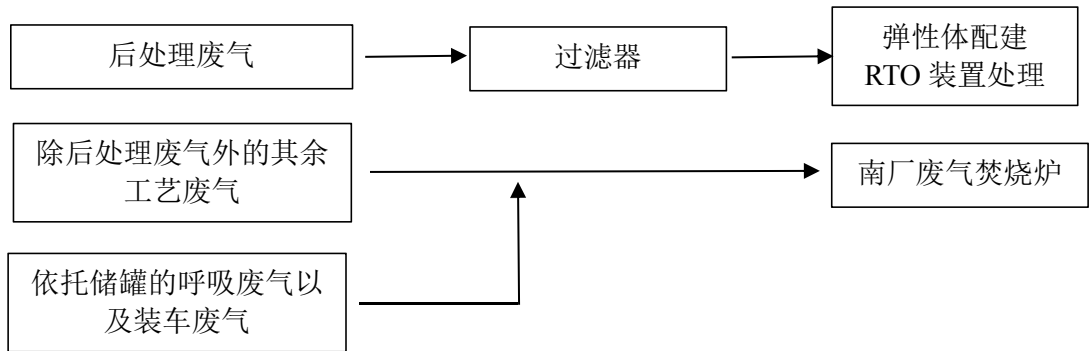 后处理废气
过滤器
弹性体配建
RTO 装置处理
除后处理废气外的其余
工艺废气
南厂废气焚烧炉
依托储罐的呼吸废气以
及装车废气